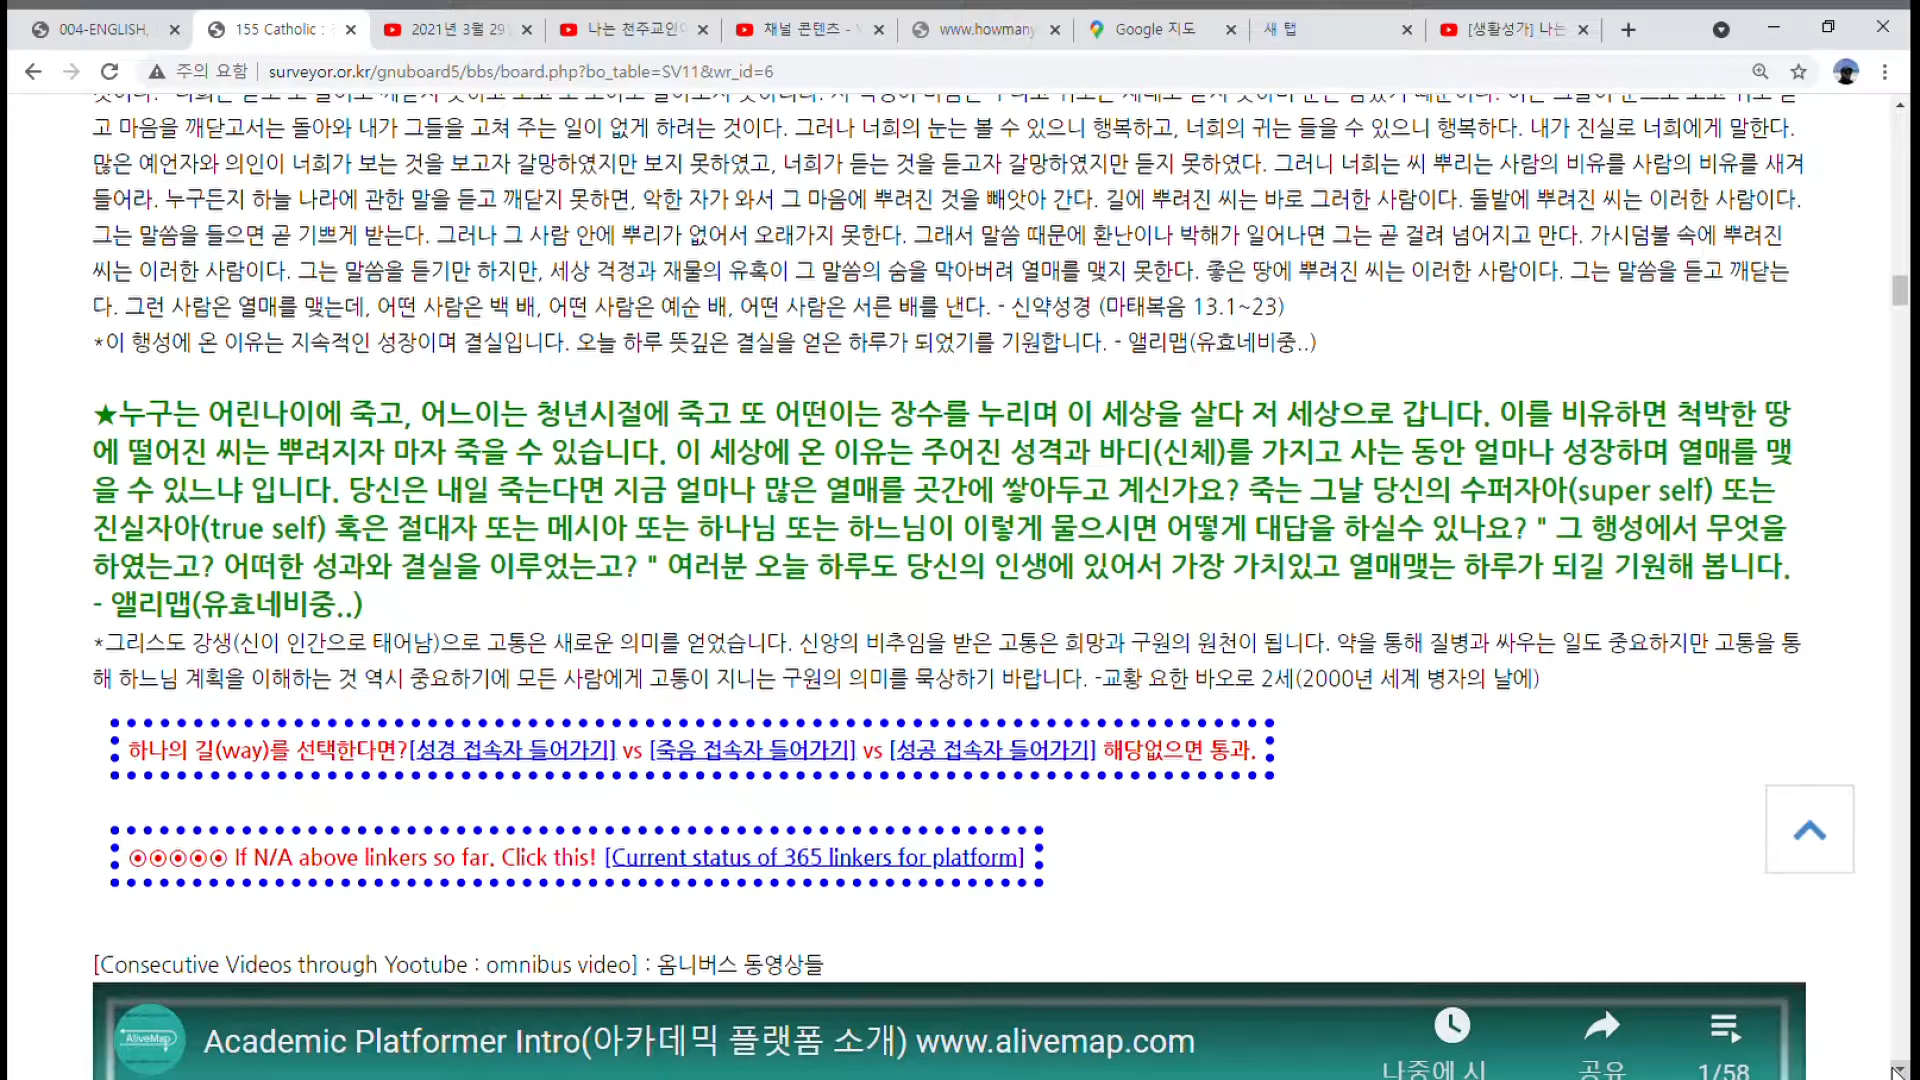 004-ENGLISH,
155 Catholic :
2021년 3월 29
나는 천주교인
채널 콘텐츠 -
www.howmany
Google 지도
새 탭
[생활성가] 나는
주의 요함
surveyor.or.kr/gnuboard5/bbs/board.php?bo_table=SV11&wr_id=6
고 마음을 깨닫고서는 돌아와 내가 그들을 고쳐 주는 일이 없게 하려는 것이다. 그러나 너희의 눈는 볼 수 있으니 행복하고, 너희의 귀는 들을 수 있으니 행복하다. 내가 진실로 너희에게 말한다.
많은 예언자와 의인이 너희가 보는 것을 보고자 갈망하였지만 보지 못하였고, 너희가 듣는 것을 듣고자 갈망하였지만 듣지 못하였다. 그러니 너희는 씨 뿌리는 사람의 비유를 사람의 비유를 새겨
들어라. 누구든지 하늘 나라에 관한 말을 듣고 깨닫지 못하면, 악한 자가 와서 그 마음에 뿌려진 것을 빼앗아 간다. 길에 뿌려진 씨는 바로 그러한 사람이다. 돌밭에 뿌려진 씨는 이러한 사람이다.
그는 말씀을 들으면 곧 기쁘게 받는다. 그러나 그 사람 안에 뿌리가 없어서 오래가지 못한다. 그래서 말씀 때문에 환난이나 박해가 일어나면 그는 곧 걸려 넘어지고 만다. 가시덤불 속에 뿌려진
씨는 이러한 사람이다. 그는 말씀을 듣기만 하지만, 세상 걱정과 재물의 유혹이 그 말씀의 숨을 막아버려 열매를 맺지 못한다. 좋은 땅에 뿌려진 씨는 이러한 사람이다. 그는 말씀을 듣고 깨닫는
다. 그런 사람은 열매를 맺는데, 어떤 사람은 백 배, 어떤 사람은 예순 배, 어떤 사람은 서른 배를 낸다. - 신약성경 (마태복음 13.1~23)
*이 행성에 온 이유는 지속적인 성장이며 결실입니다. 오늘 하루 뜻깊은 결실을 얻은 하루가 되었기를 기원합니다. - 앨리맵(유효네비중..)
★누구는 어린나이에 죽고, 어느이는 청년시절에 죽고 또 어떤이는 장수를 누리며 이 세상을 살다 저 세상으로 갑니다. 이를 비유하면 척박한 땅
에 떨어진 씨는 뿌려지자 마자 죽을 수 있습니다. 이 세상에 온 이유는 주어진 성격과 바디(신체)를 가지고 사는 동안 얼마나 성장하며 열매를 맺
을 수 있느냐 입니다. 당신은 내일 죽는다면 지금 얼마나 많은 열매를 곳간에 쌓아두고 계신가요? 죽는 그날 당신의 수퍼자아(super self) 또는
진실자아(true self) 혹은 절대자 또는 메시아 또는 하나님 또는 하느님이 이렇게 물으시면 어떻게 대답을 하실수 있나요? " 그 행성에서 무엇을
하였는고? 어떠한 성과와 결실을 이루었는고? " 여러분 오늘 하루도 당신의 인생에 있어서 가장 가치있고 열매맺는 하루가 되길 기원해 봅니다.
- 앨리맵(유효네비중..)
*그리스도 강생(신이 인간으로 태어남)으로 고통은 새로운 의미를 얻었습니다. 신앙의 비추임을 받은 고통은 희망과 구원의 원천이 됩니다. 약을 통해 질병과 싸우는 일도 중요하지만 고통을 통
해 하느님 계획을 이해하는 것 역시 중요하기에 모든 사람에게 고통이 지니는 구원의 의미를 묵상하기 바랍니다. -교황 요한 바오로 2세(2000년 세계 병자의 날에)
하나의 길(way)를 선택한다면?[성경 접속자 들어가기] vs [죽음 접속자 들어가기] vs [성공 접속자 들어가기] 해당없으면 통과.
⦿⦿⦿⦿⦿ If N/A above linkers so far. Click this! [Current status of 365 linkers for platform]
[Consecutive Videos through Yootube : omnibus video] : 옴니버스 동영상들
AliveMap
Academic Platformer Intro(아카데믹 플랫폼 소개) www.alivemap.com
나중에 시
공유
1/58